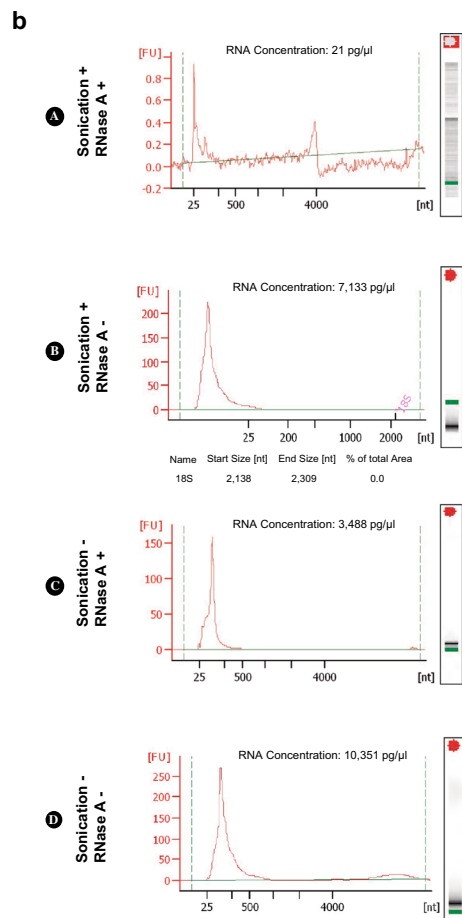 b
A
Sonication +
RNase A +
[FU]
RNA Concentration: 21 pg/µl
0.8
0.6
0.4
0.2
0.0
-0.2
25 500 4000 [nt]
B
Sonication +
RNase A -
[FU]
RNA Concentration: 7,133 pg/µl
200
150
100
50
0
18S
25 200 1000 2000 [nt]
Name Start Size [nt] End Size [nt] % of total Area
18S 2,138 2,309 0.0
C
Sonication -
RNase A +
[FU]
RNA Concentration: 3,488 pg/µl
150
100
50
0
25 500 4000 [nt]
D
Sonication -
RNase A -
[FU]
RNA Concentration: 10,351 pg/µl
250
200
150
100
50
0
25 500 4000 [nt]